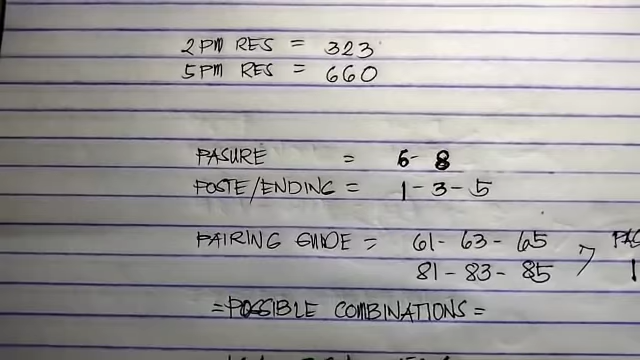 2PM RES = 323
5PM RES = 660
PASURE = 6-8
POSTE/ENDING = 1-3-5
PAIRING GUIDE = 61-63-65
81-83-85
=POSSIBLE COMBINATIONS=